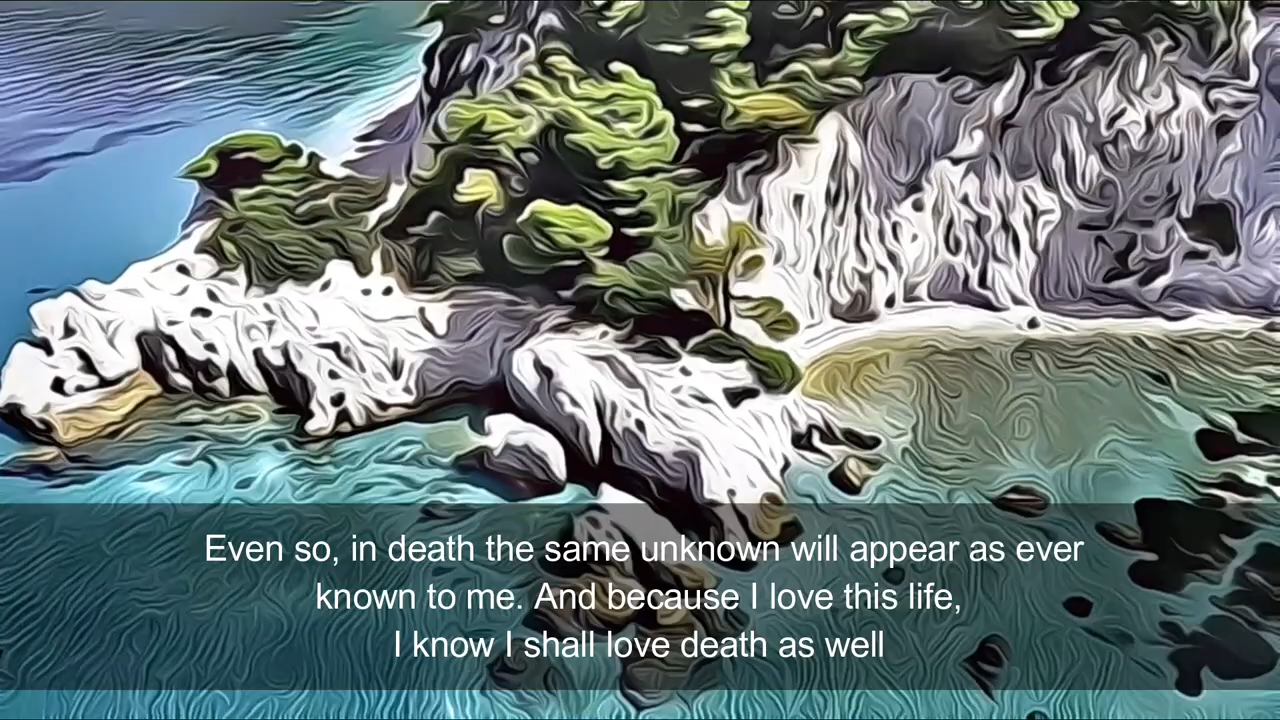 Even so, in death the same unknown will appear as ever
known to me. And because I love this life,
I know I shall love death as well